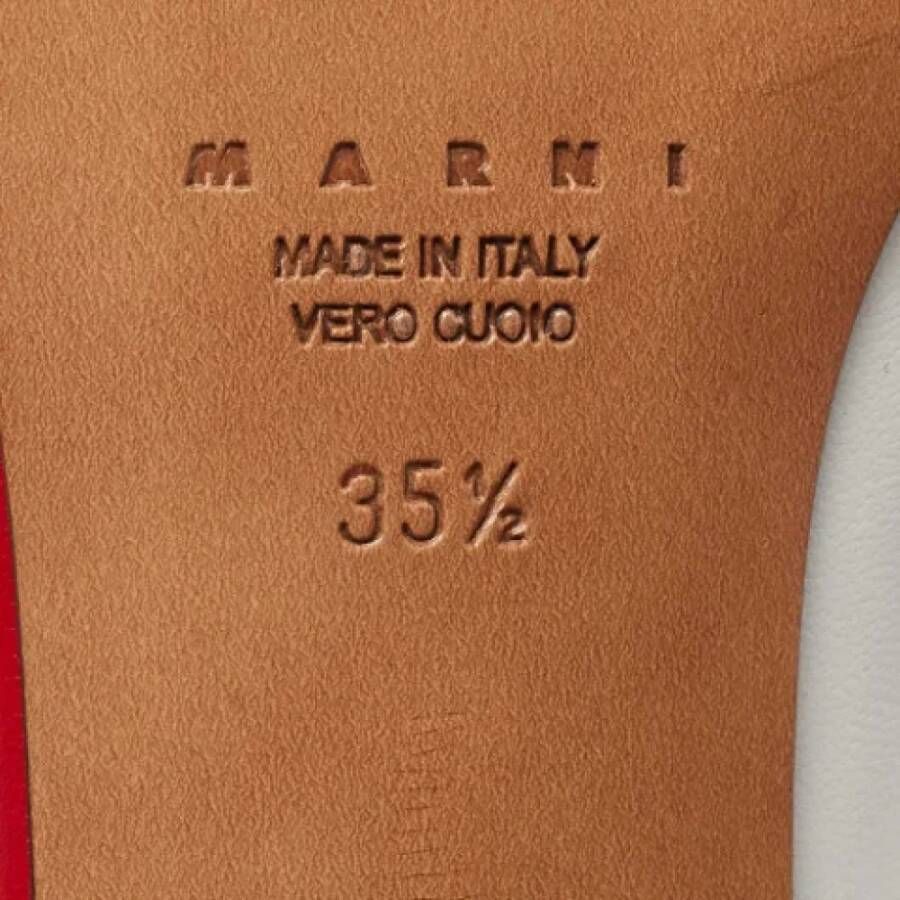 MARNI
MADE IN ITALY
VERO CUOIO
35½